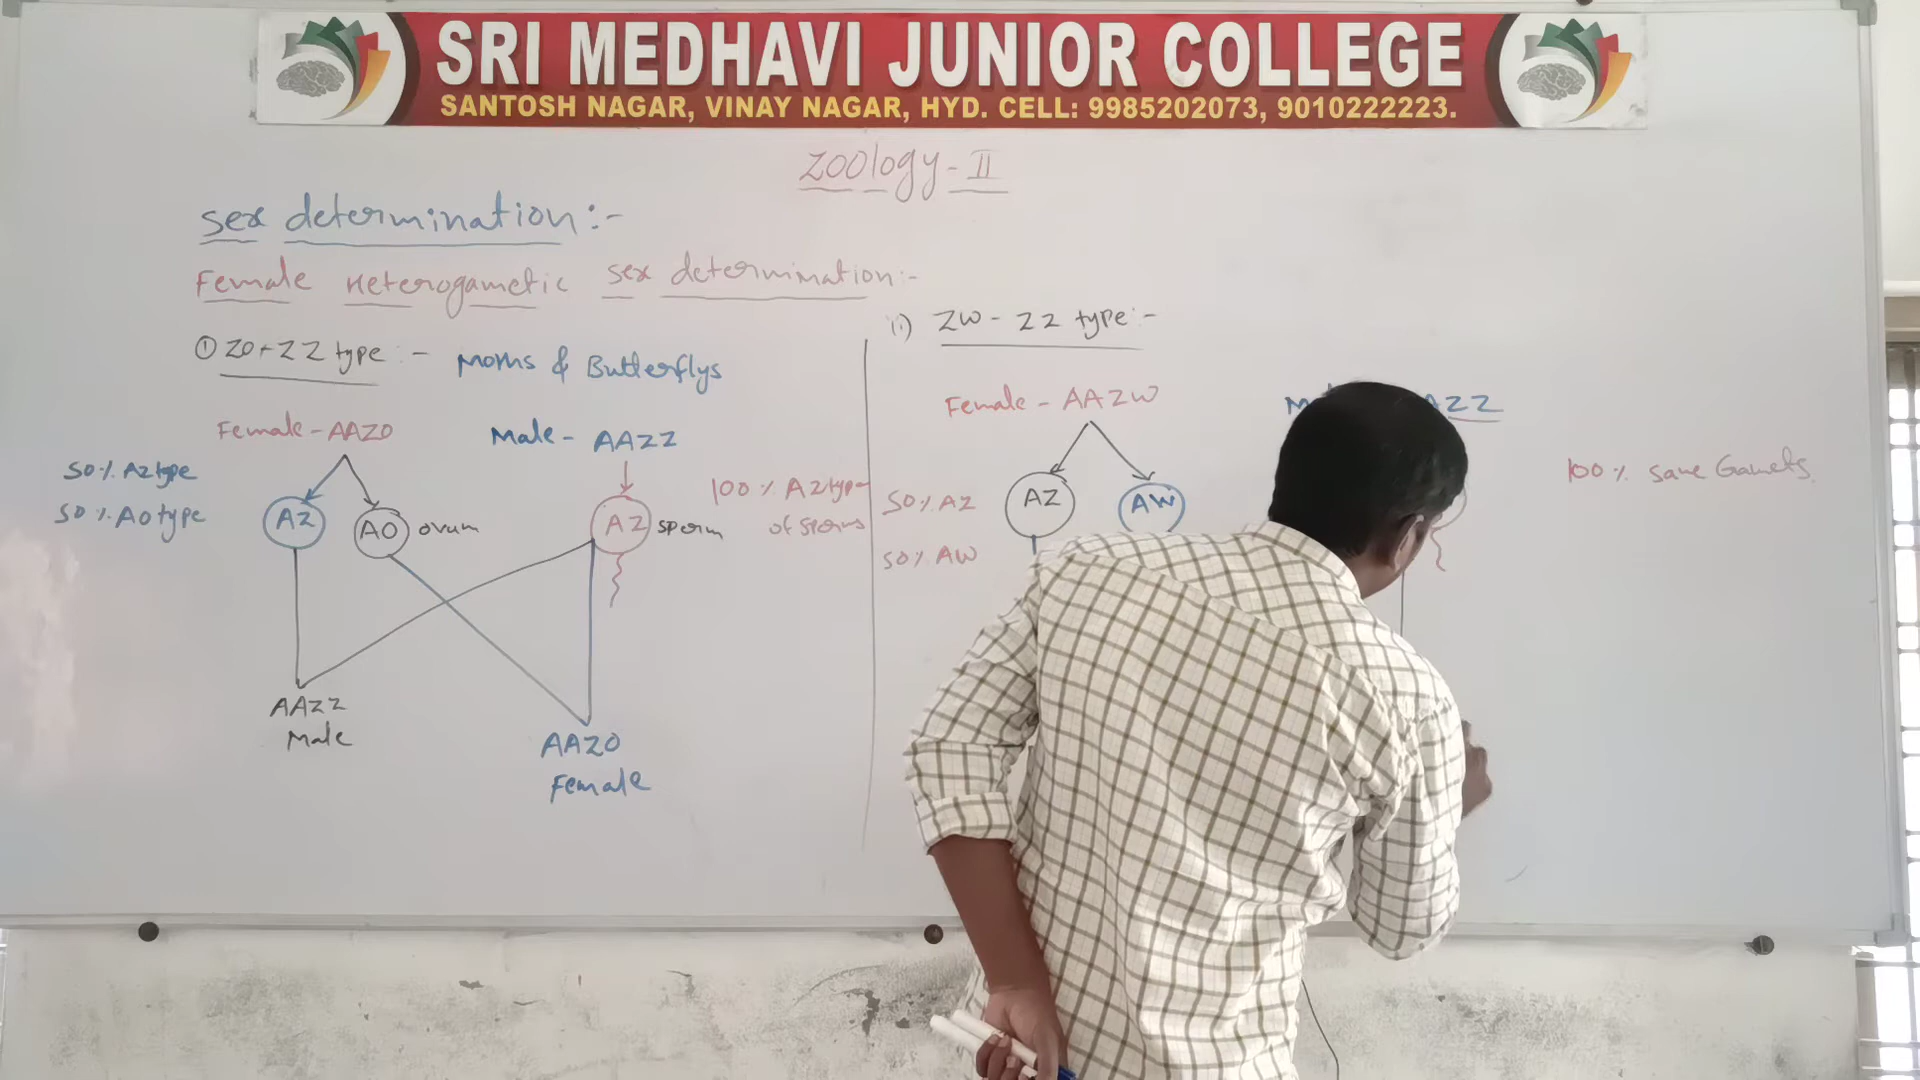 SRI MEDHAVI JUNIOR COLLEGE
SANTOSH NAGAR, VINAY NAGAR, HYD. CELL: 9985202073, 9010222223.
Zoology-II
sex determination:-
Female Heterogametic sex determination:-
① ZO-ZZ type:- Moths & Butterflys
Female-AAZO
Male- AAZZ
50% AZ type
50% AO type
AZ
AO ovum
AZ sperm
100% AZ type
of sperms
AAZZ
Male
AAZO
Female
ii) ZW-ZZ type:-
Female-AAZW
AZZ
50% AZ
50% AW
AZ
AW
100% same Gamets.